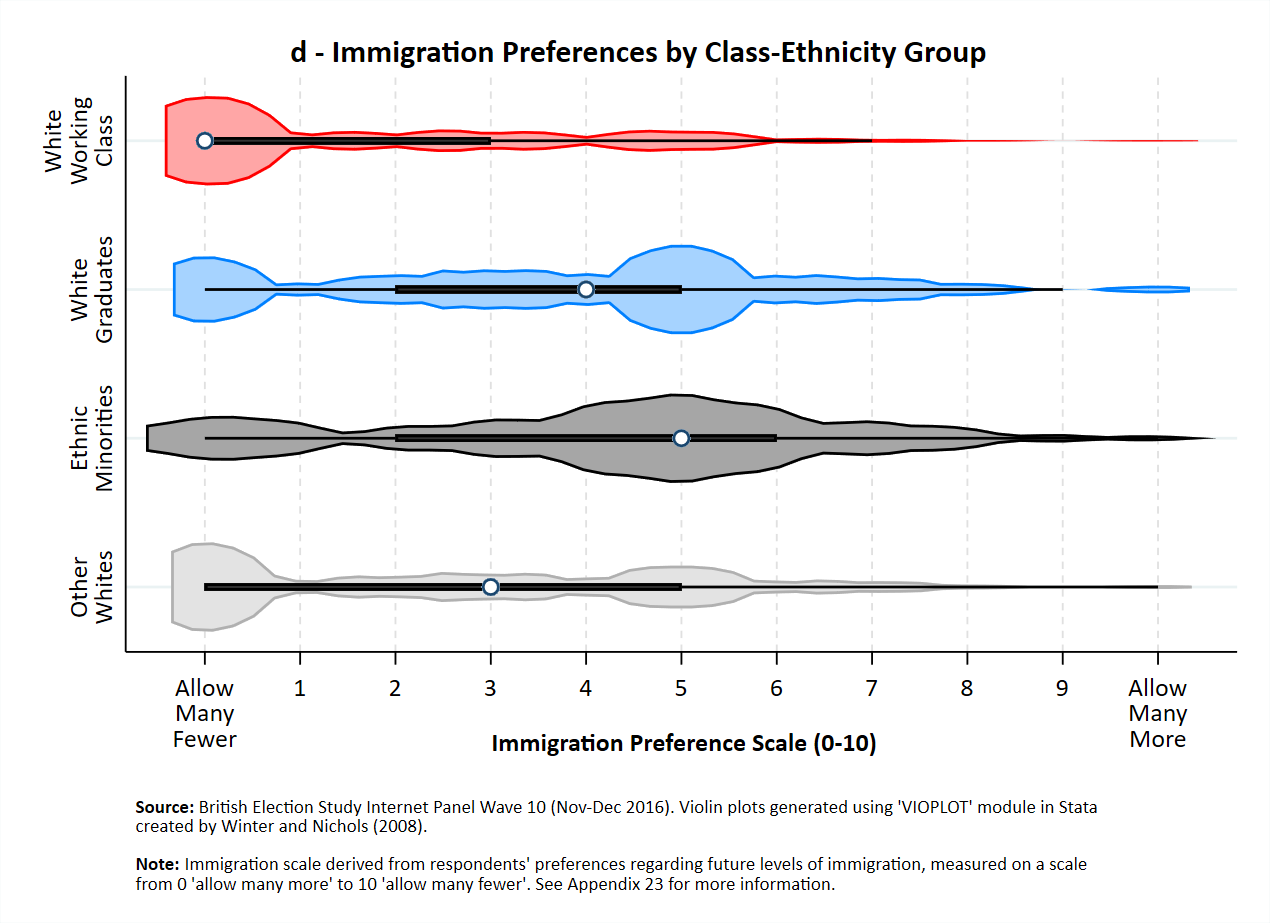 d - Immigration Preferences by Class-Ethnicity Group
White
Working
Class
White
Graduates
Ethnic
Minorities
Other
Whites
Allow
Many
Fewer
1
2
3
4
5
6
7
8
9
Allow
Many
More
Immigration Preference Scale (0-10)
Source: British Election Study Internet Panel Wave 10 (Nov-Dec 2016). Violin plots generated using 'VIOPLOT' module in Stata
created by Winter and Nichols (2008).
Note: Immigration scale derived from respondents' preferences regarding future levels of immigration, measured on a scale
from 0 'allow many more' to 10 'allow many fewer'. See Appendix 23 for more information.